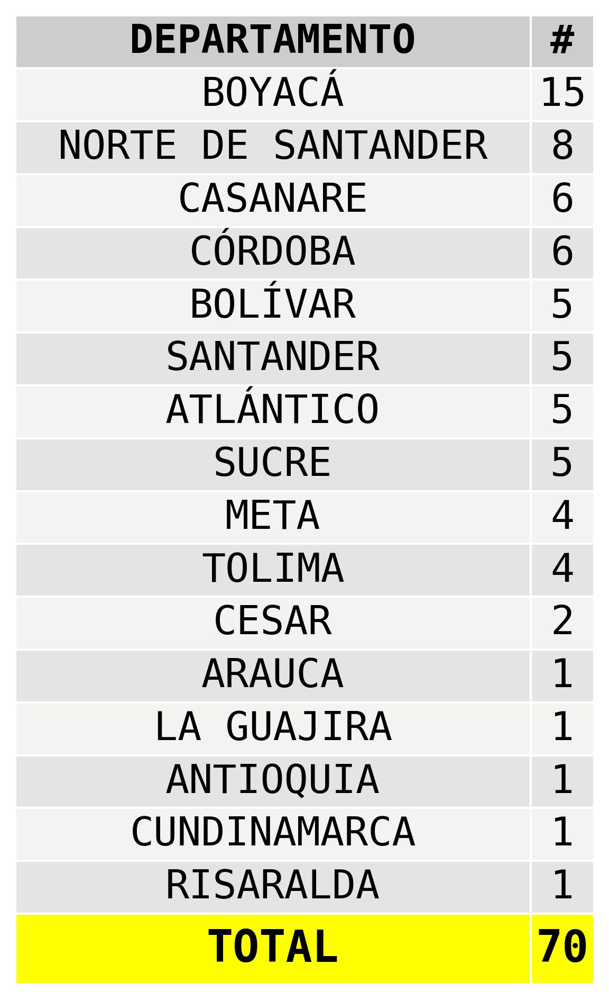 DEPARTAMENTO #
BOYACÁ 15
NORTE DE SANTANDER 8
CASANARE 6
CÓRDOBA 6
BOLÍVAR 5
SANTANDER 5
ATLÁNTICO 5
SUCRE 5
META 4
TOLIMA 4
CESAR 2
ARAUCA 1
LA GUAJIRA 1
ANTIOQUIA 1
CUNDINAMARCA 1
RISARALDA 1
TOTAL 70